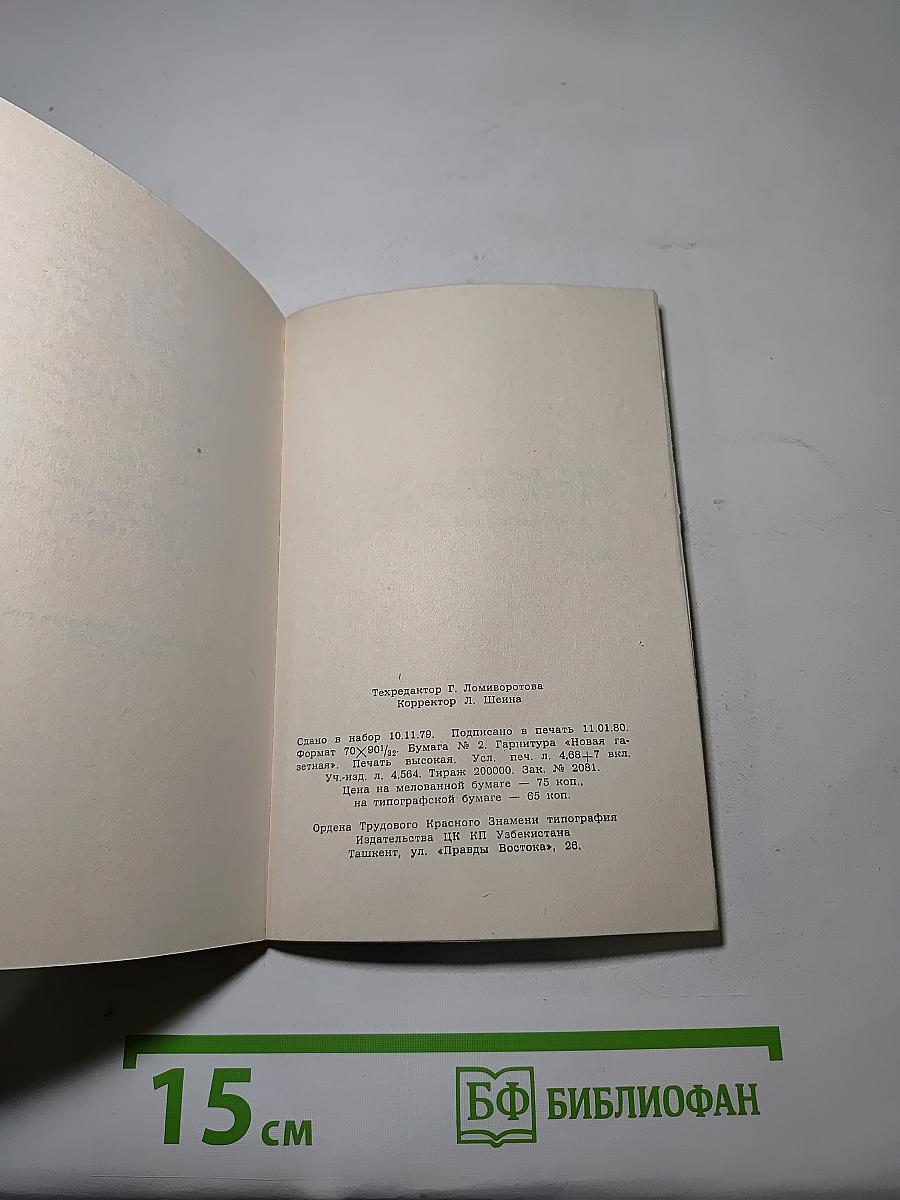 Техредактор Г. Ломиворотова
Корректор Л. Шеина
Сдано в набор 10.11.79. Подписано в печать 11.01.80.
Формат 70×90¹/₃₂. Бумага № 2. Гарнитура «Новая га-
зетная». Печать высокая. Усл. печ. л. 4,68+7 вкл.
Уч.-изд. л. 4,564. Тираж 200000. Зак. № 2081.
Цена на мелованной бумаге — 75 коп.,
на типографской бумаге — 65 коп.
Ордена Трудового Красного Знамени типография
Издательства ЦК КП Узбекистана
Ташкент, ул. «Правды Востока», 26.
15 см
БФ БИБЛИОФАН